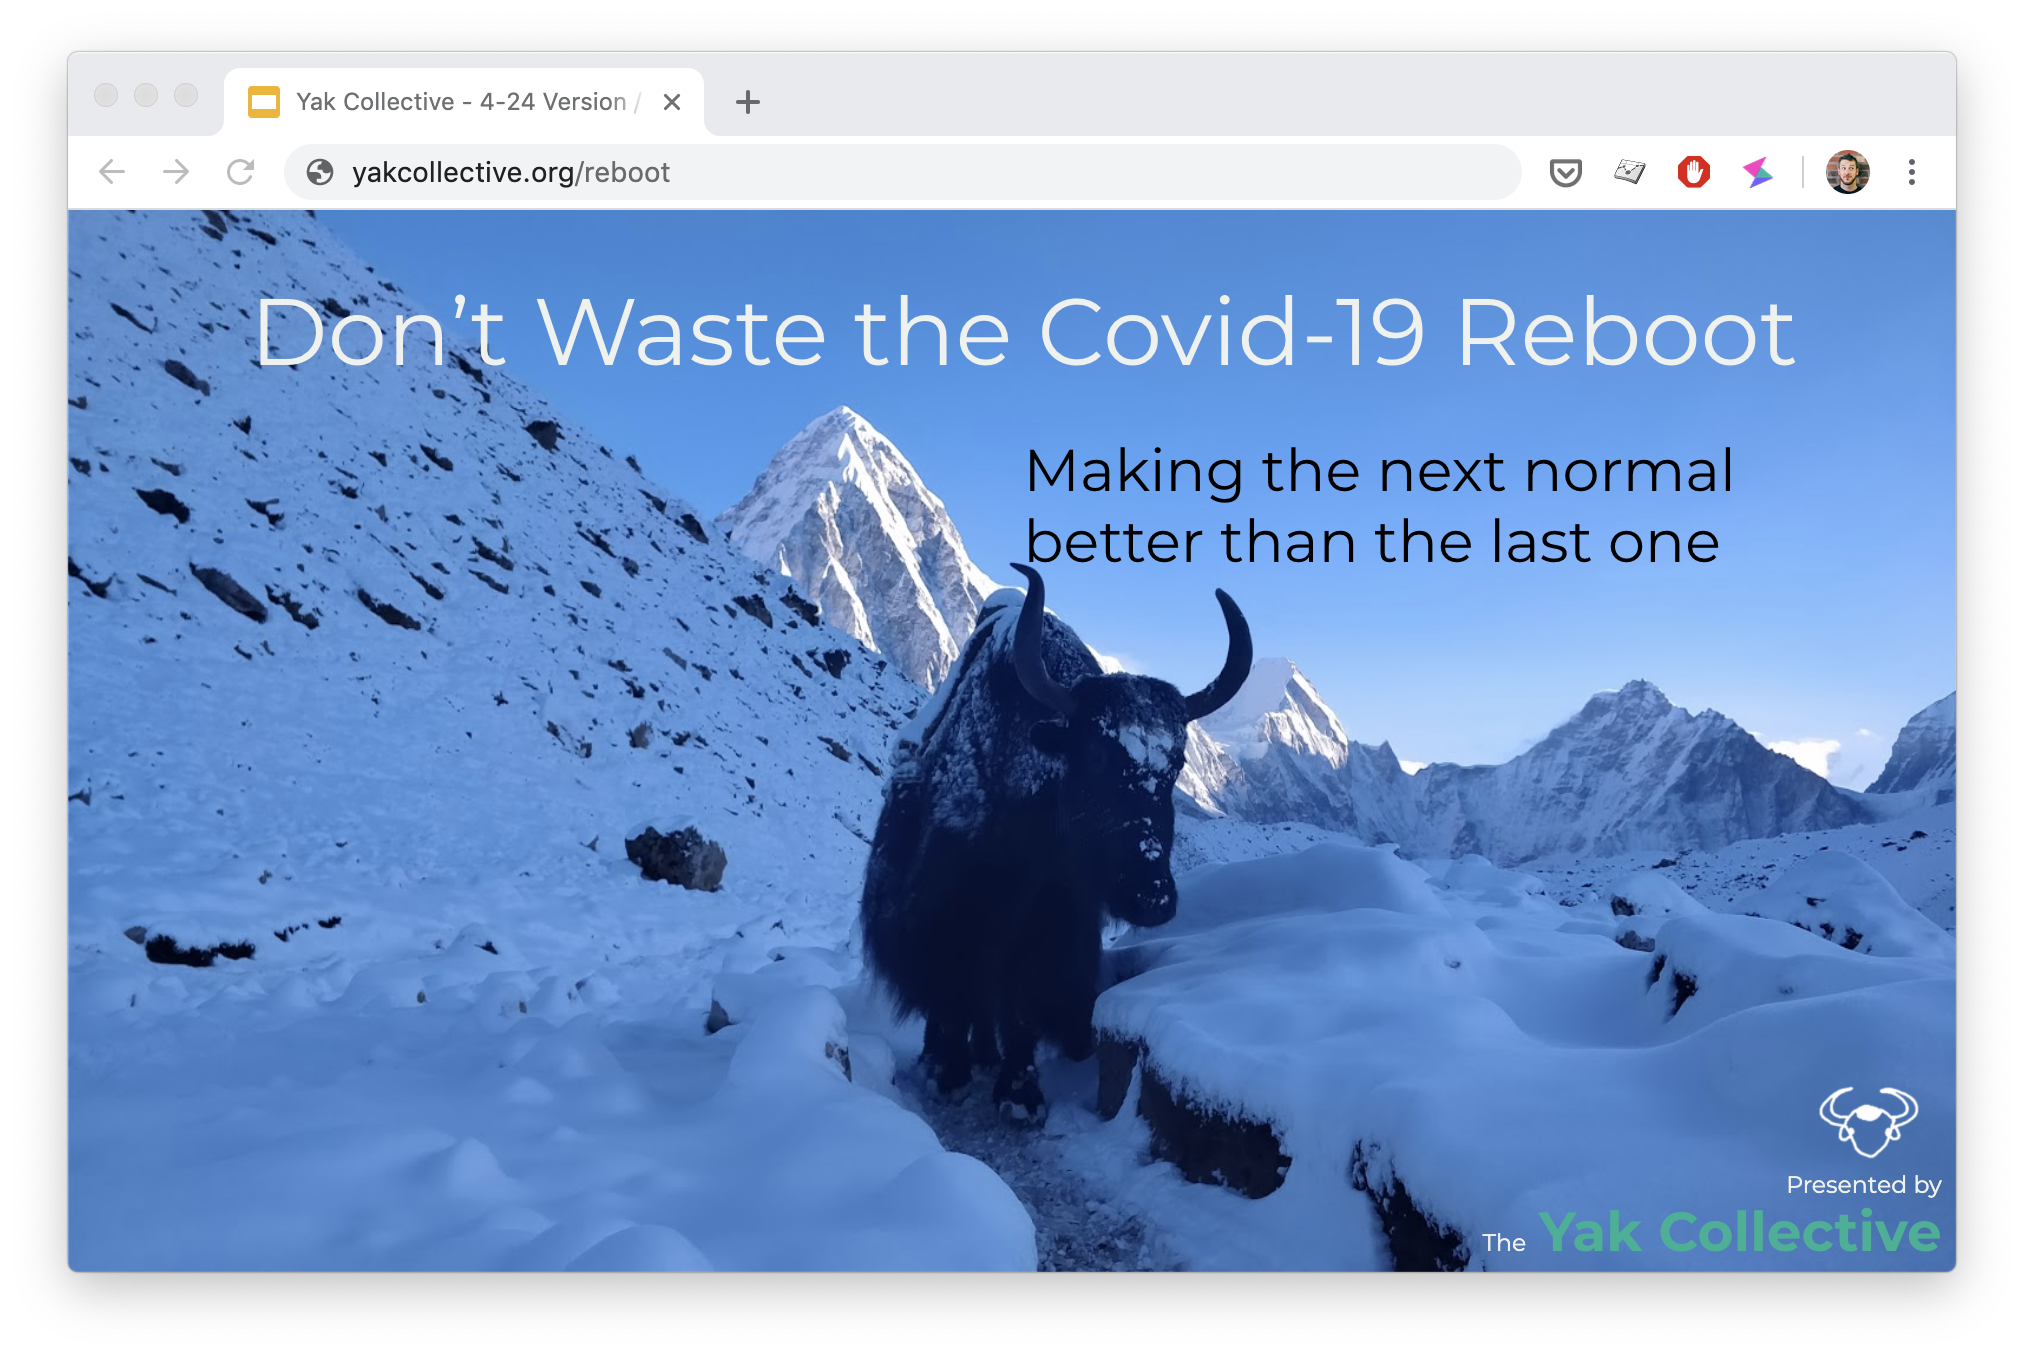 Yak Collective - 4-24 Version /
yakcollective.org/reboot
Don’t Waste the Covid-19 Reboot
Making the next normal
better than the last one
Presented by
The Yak Collective